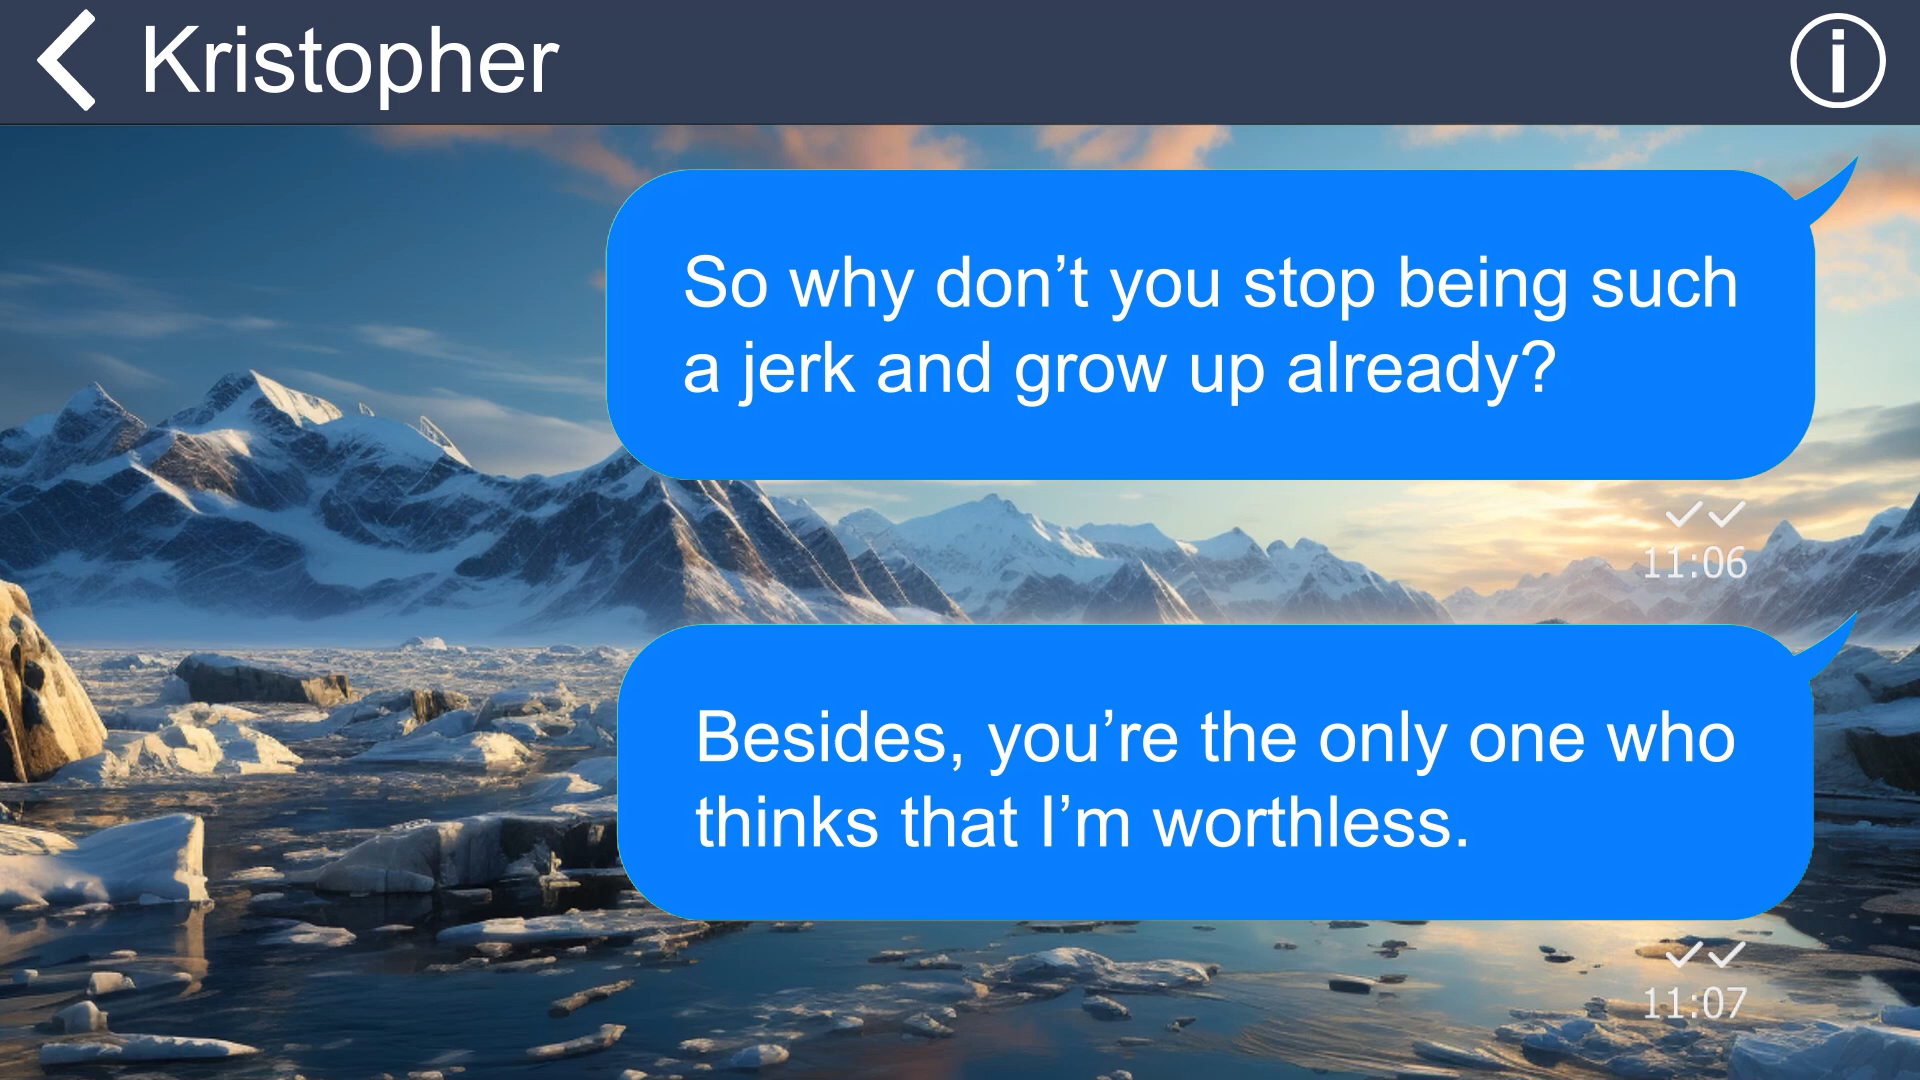 Kristopher
So why don’t you stop being such
a jerk and grow up already?
11:06
Besides, you’re the only one who
thinks that I’m worthless.
11:07